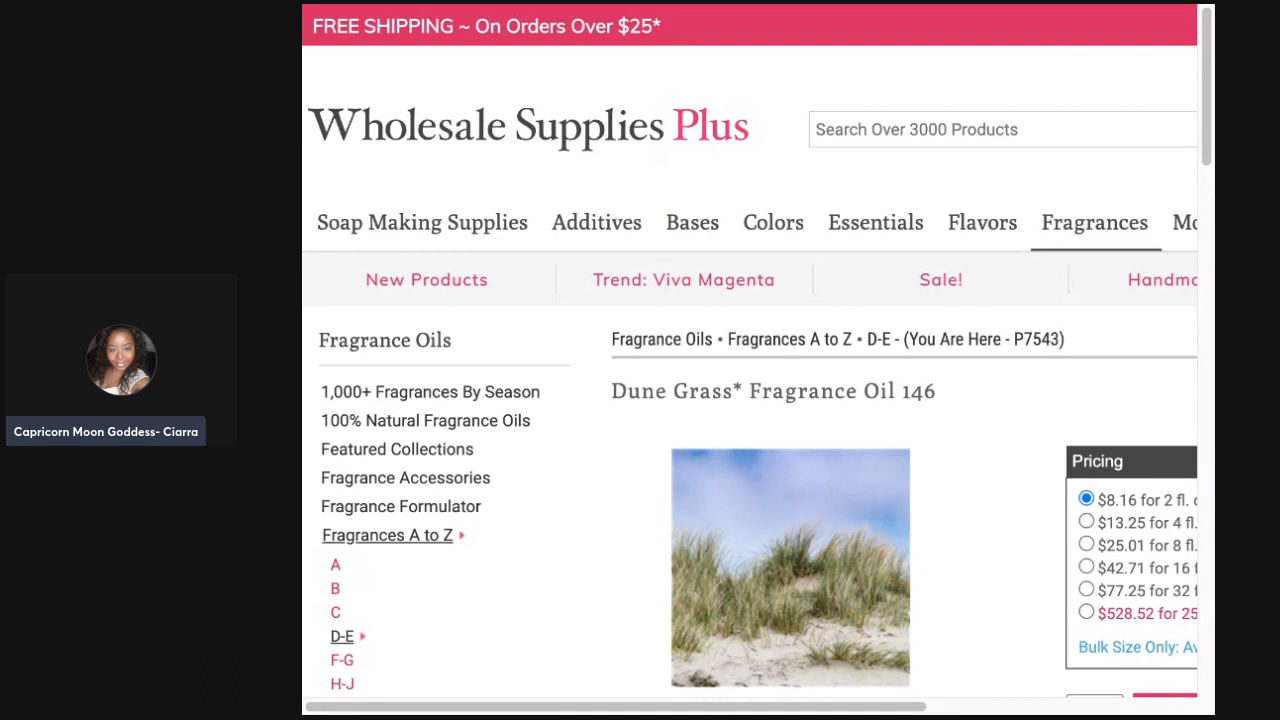 FREE SHIPPING ~ On Orders Over $25*
Wholesale Supplies Plus
Search Over 3000 Products
Soap Making Supplies Additives Bases Colors Essentials Flavors Fragrances
New Products Trend: Viva Magenta Sale!
Fragrance Oils
1,000+ Fragrances By Season
100% Natural Fragrance Oils
Featured Collections
Fragrance Accessories
Fragrance Formulator
Fragrances A to Z
A
B
C
D-E
F-G
H-J
Fragrance Oils • Fragrances A to Z • D-E - (You Are Here - P7543)
Dune Grass* Fragrance Oil 146
Pricing
$8.16 for 2 fl.
$13.25 for 4 fl.
$25.01 for 8 fl.
$42.71 for 16
$77.25 for 32
$528.52 for 25
Bulk Size Only:
Capricorn Moon Goddess- Ciarra